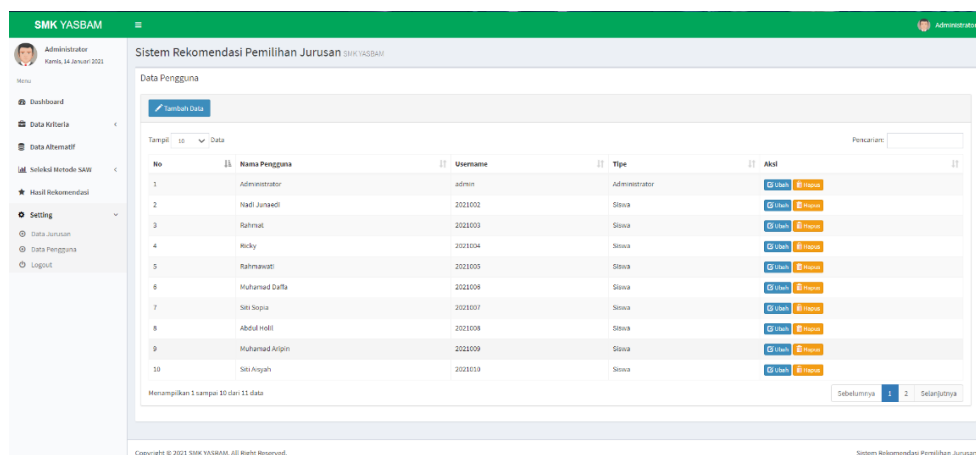 SMK YASBAM
Administrator
Administrator
Kamis, 14 Januari 2021
Menu
Dashboard
Data Kriteria
Data Alternatif
Seleksi Metode SAW
Hasil Rekomendasi
Setting
Data Jurusan
Data Pengguna
Logout
Sistem Rekomendasi Pemilihan Jurusan SMK YASBAM
Data Pengguna
Tambah Data
Tampil 10 Data
Pencarian:
No Nama Pengguna Username Tipe Aksi
1 Administrator admin Administrator Ubah Hapus
2 Nadi Junaedi 2021002 Siswa Ubah Hapus
3 Rahmat 2021003 Siswa Ubah Hapus
4 Ricky 2021004 Siswa Ubah Hapus
5 Rahmawati 2021005 Siswa Ubah Hapus
6 Muhamad Daffa 2021006 Siswa Ubah Hapus
7 Siti Sopia 2021007 Siswa Ubah Hapus
8 Abdul Holil 2021008 Siswa Ubah Hapus
9 Muhamad Aripin 2021009 Siswa Ubah Hapus
10 Siti Aisyah 2021010 Siswa Ubah Hapus
Menampilkan 1 sampai 10 dari 11 data
Sebelumnya 1 2 Selanjutnya
Copyright © 2021 SMK YASBAM. All Right Reserved.
Sistem Rekomendasi Pemilihan Jurusan